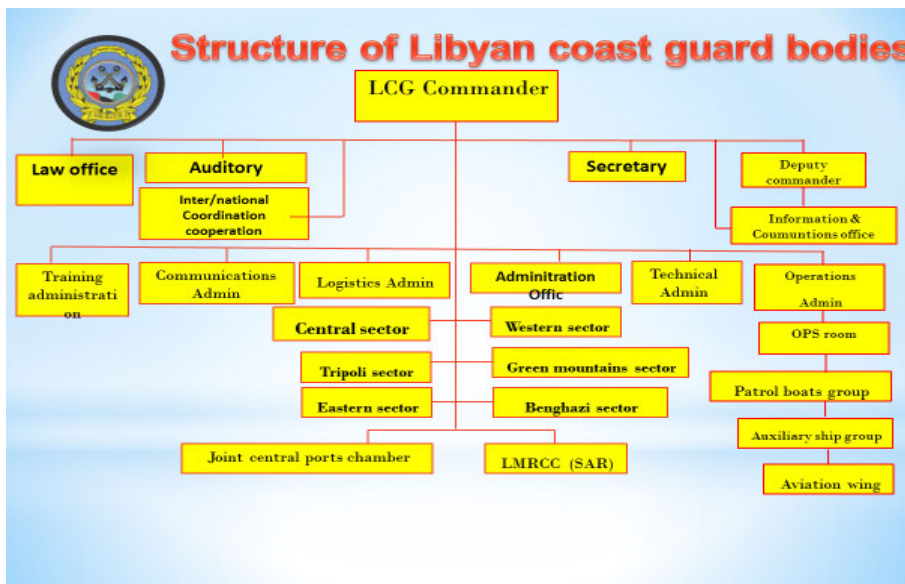 Structure of Libyan coast guard bodies
LCG Commander
Law office
Auditory
Secretary
Deputy
commander
Inter/national
Coordination
cooperation
Information &
Coumuntions office
Training
administrati
on
Communications
Admin
Logistics Admin
Adminitration
Offic
Technical
Admin
Operations
Admin
Central sector
Western sector
OPS room
Tripoli sector
Green mountains sector
Patrol boats group
Eastern sector
Benghazi sector
Auxiliary ship group
Joint central ports chamber
LMRCC (SAR)
Aviation wing